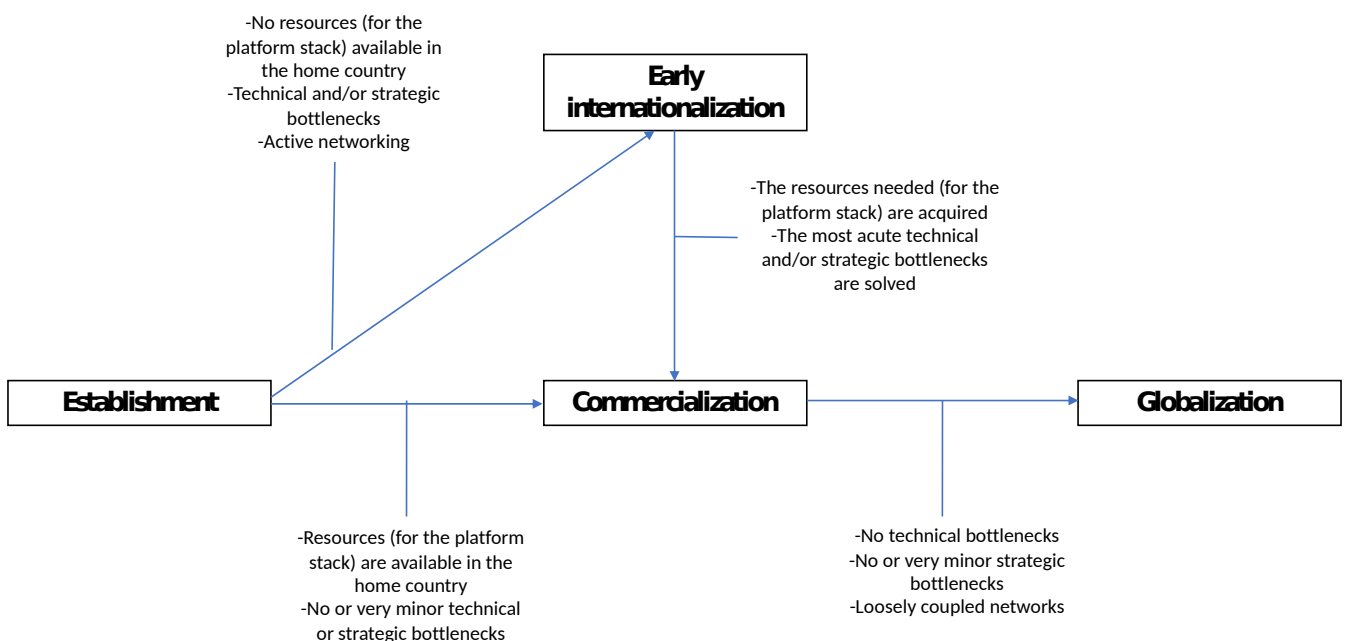 -No resources (for the
platform stack) available in
the home country
-Technical and/or strategic
bottlenecks
-Active networking
Early
internationalization
-The resources needed (for the
platform stack) are acquired
-The most acute technical
and/or strategic bottlenecks
are solved
Establishment
Commercialization
Globalization
-Resources (for the platform
stack) are available in the
home country
-No or very minor technical
or strategic bottlenecks
-No technical bottlenecks
-No or very minor strategic
bottlenecks
-Loosely coupled networks